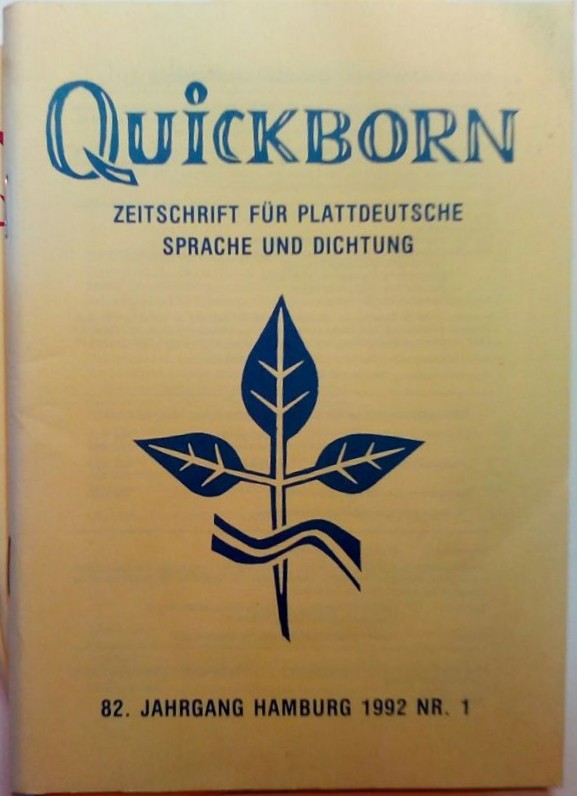 QUiCKBORN
ZEITSCHRIFT FÜR PLATTDEUTSCHE
SPRACHE UND DICHTUNG
82. JAHRGANG HAMBURG 1992 NR. 1